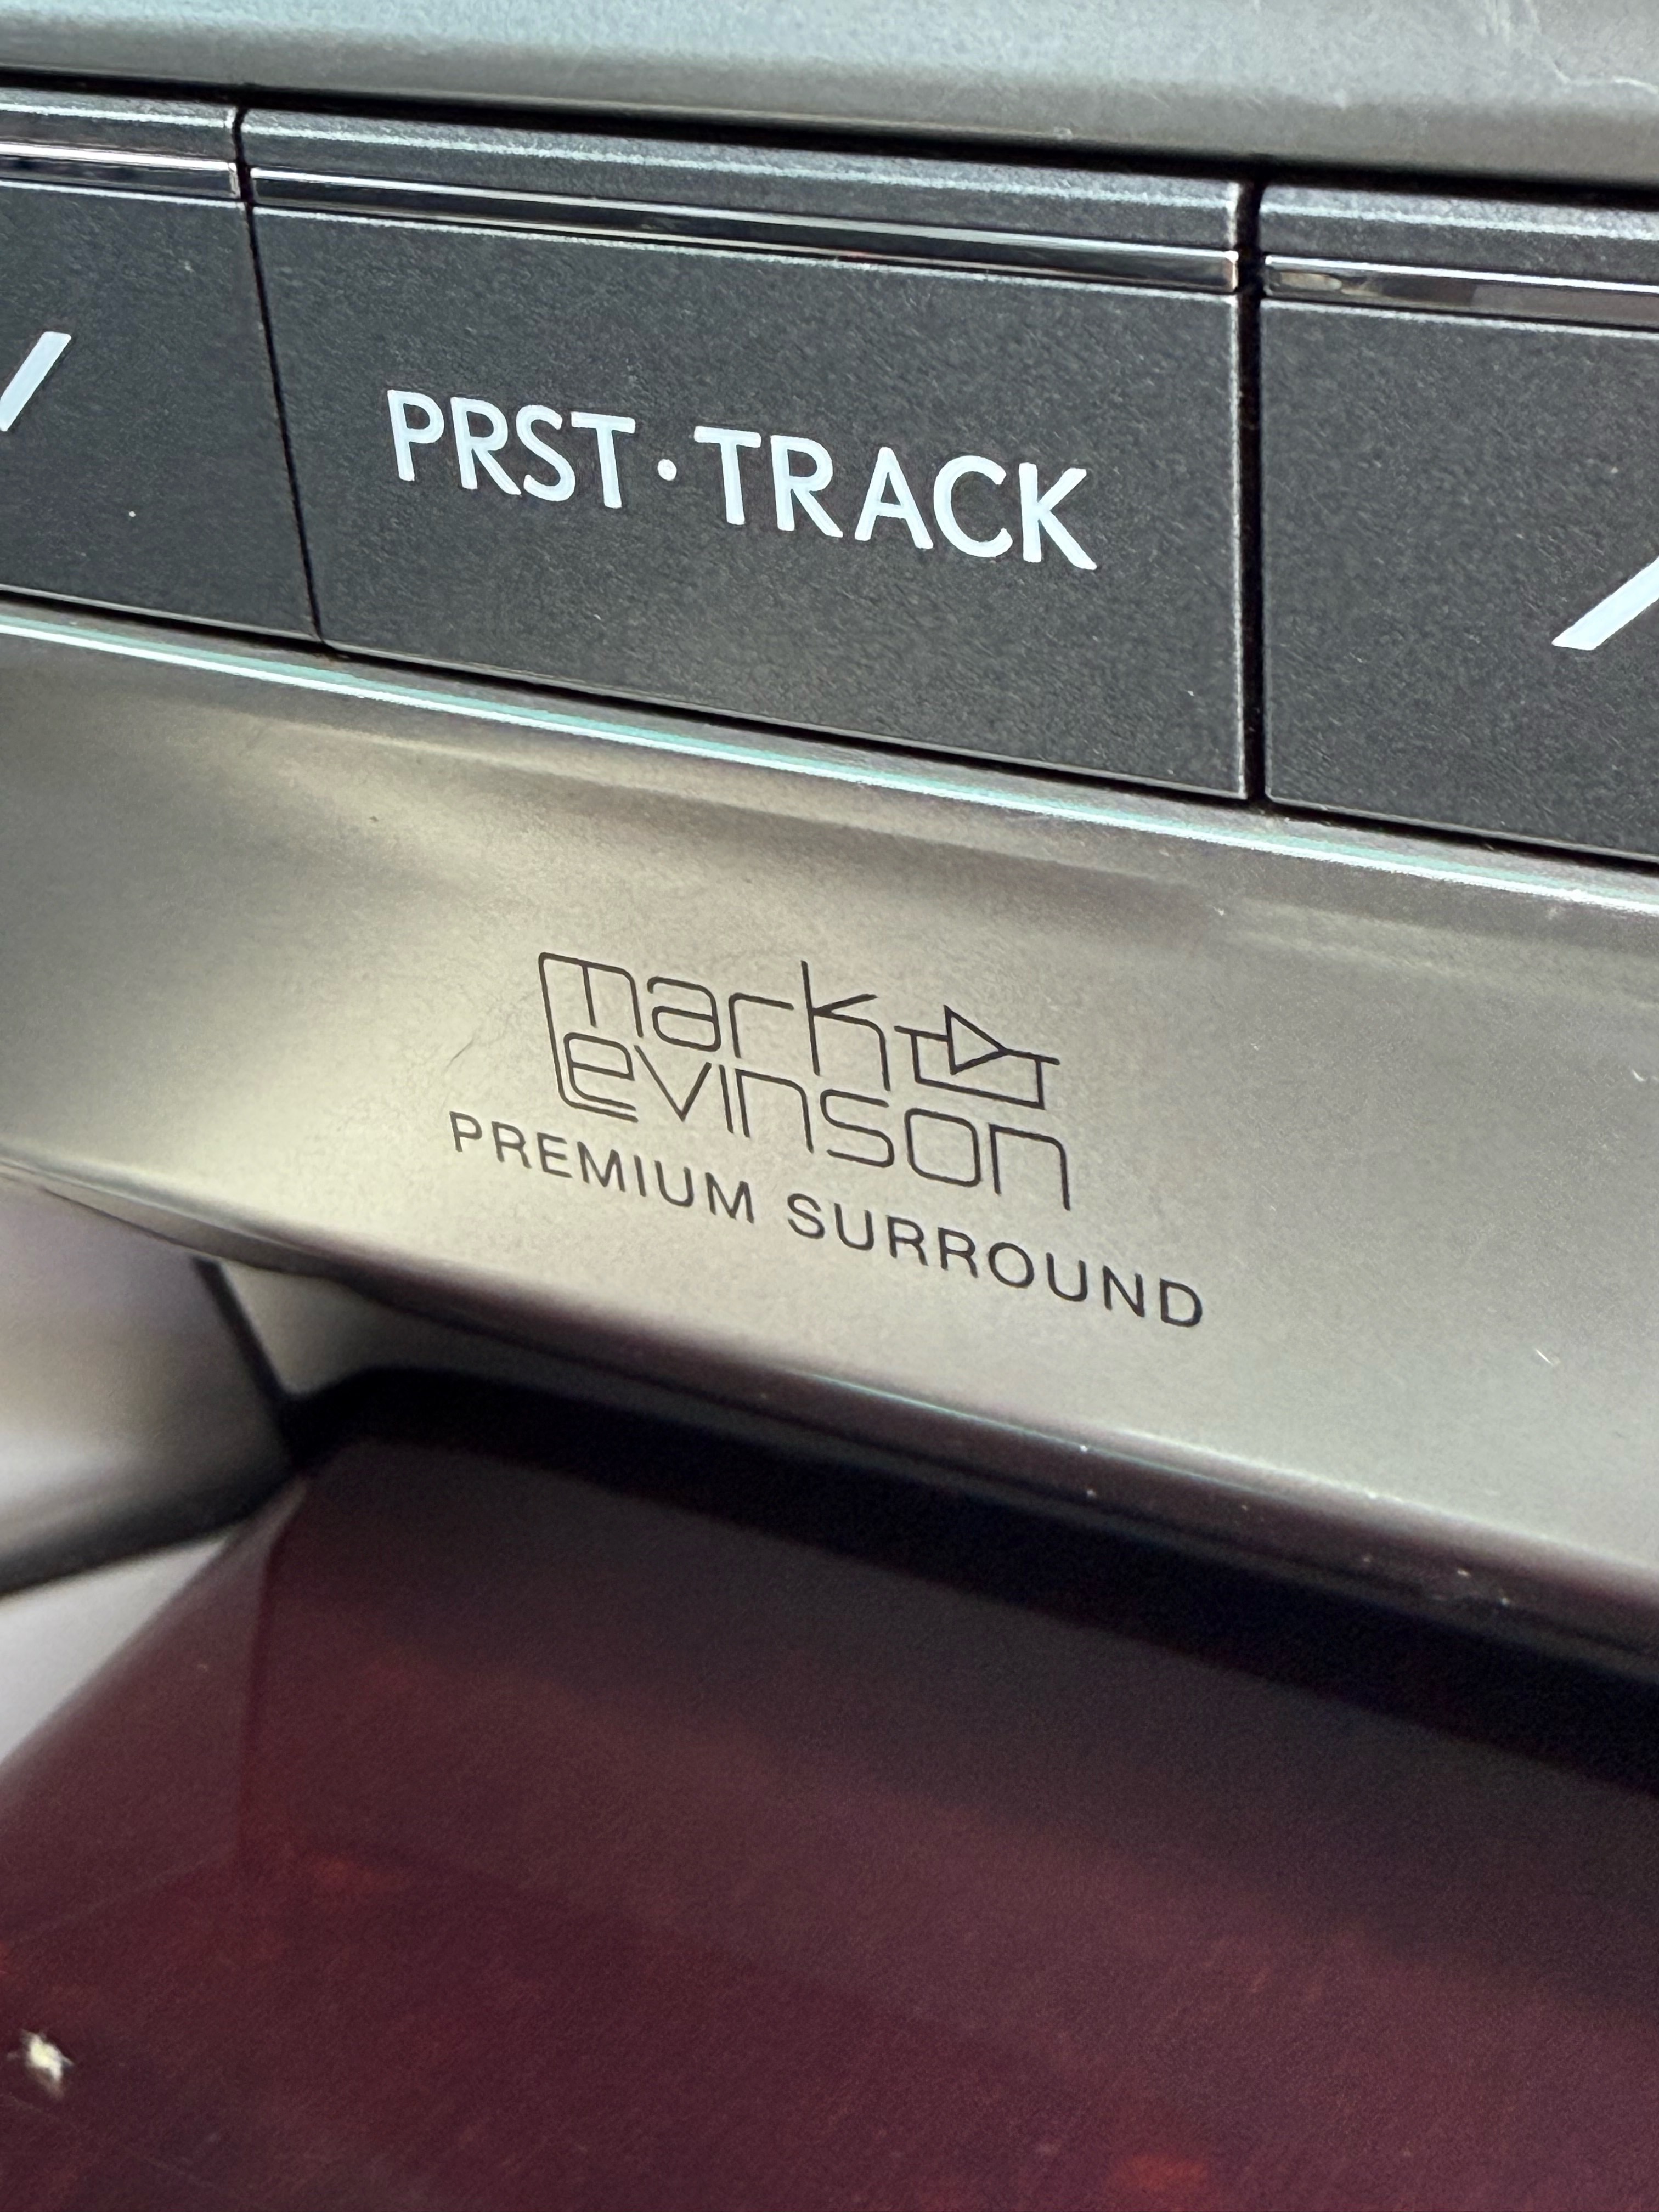 PRST·TRACK
mark
Levinson
PREMIUM SURROUND